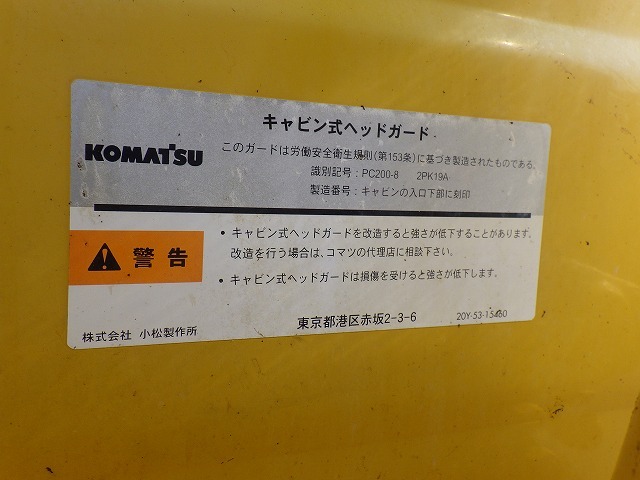 キャビン式ヘッドガード
KOMATSU
このガードは労働安全衛生規則(第153条)に基づき製造されたものである。
識別記号：PC200-8 2PK19A
製造番号：キャビンの入口下部に刻印
警告
・キャビン式ヘッドガードを改造すると強さが低下することがあります。
改造を行う場合は、コマツの代理店に相談下さい。
・キャビン式ヘッドガードは損傷を受けると強さが低下します。
株式会社 小松製作所
東京都港区赤坂2-3-6
20Y-53-15460